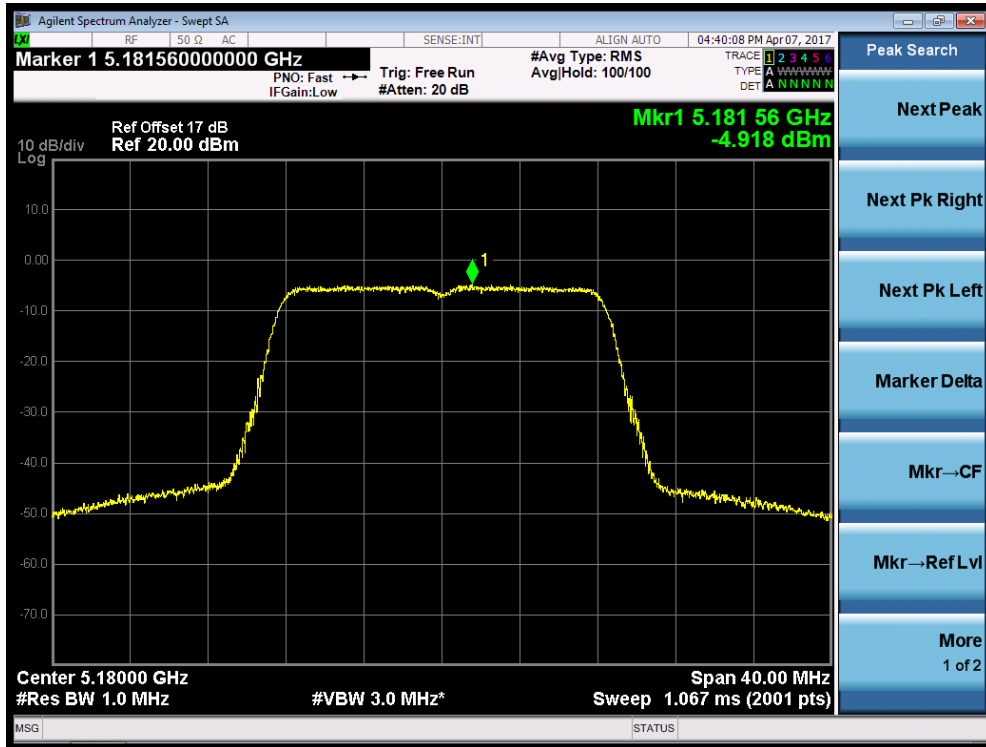 Agilent Spectrum Analyzer - Swept SA
LXI RF 50 Ω AC SENSE:INT ALIGN AUTO 04:40:08 PM Apr 07, 2017
Marker 1 5.181560000000 GHz
PNO: Fast
IFGain:Low
Trig: Free Run
#Atten: 20 dB
#Avg Type: RMS
Avg|Hold: 100/100
TRACE 1 2 3 4 5 6
TYPE A WWWWW
DET A N N N N N
Peak Search
Mkr1 5.181 56 GHz
-4.918 dBm
Ref Offset 17 dB
10 dB/div Ref 20.00 dBm
Log
10.0
0.00
-10.0
-20.0
-30.0
-40.0
-50.0
-60.0
-70.0
1
Center 5.18000 GHz Span 40.00 MHz
#Res BW 1.0 MHz #VBW 3.0 MHz* Sweep 1.067 ms (2001 pts)
Next Peak
Next Pk Right
Next Pk Left
Marker Delta
Mkr→CF
Mkr→Ref Lvl
More
1 of 2
MSG STATUS